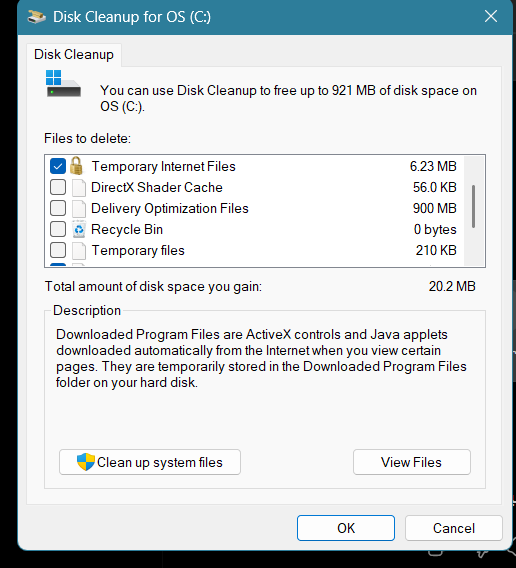 Disk Cleanup for OS (C:)
Disk Cleanup
You can use Disk Cleanup to free up to 921 MB of disk space on
OS (C:).
Files to delete:
Temporary Internet Files 6.23 MB
DirectX Shader Cache 56.0 KB
Delivery Optimization Files 900 MB
Recycle Bin 0 bytes
Temporary files 210 KB
Total amount of disk space you gain: 20.2 MB
Description
Downloaded Program Files are ActiveX controls and Java applets
downloaded automatically from the Internet when you view certain
pages. They are temporarily stored in the Downloaded Program Files
folder on your hard disk.
Clean up system files View Files
OK Cancel